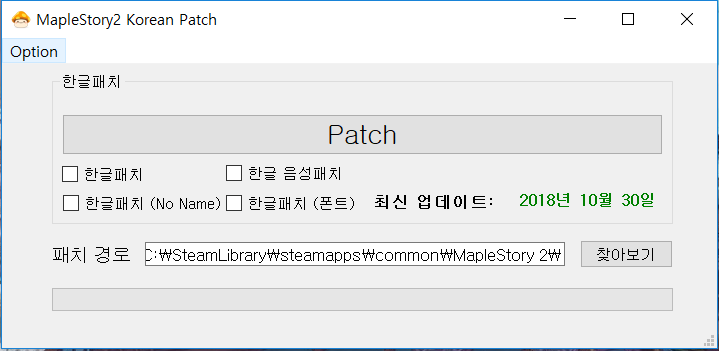 MapleStory2 Korean Patch
Option
한글패치
Patch
한글패치 한글 음성패치
한글패치 (No Name) 한글패치 (폰트) 최신 업데이트: 2018년 10월 30일
패치 경로 C:₩SteamLibrary₩steamapps₩common₩MapleStory 2₩ 찾아보기